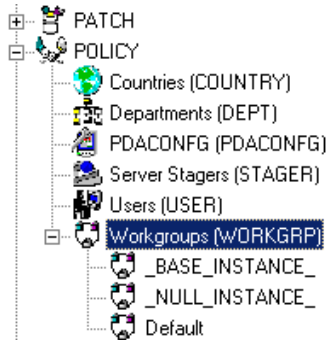 PATCH
POLICY
Countries (COUNTRY)
Departments (DEPT)
PDACONFG (PDACONFG)
Server Stagers (STAGER)
Users (USER)
Workgroups (WORKGRP)
_BASE_INSTANCE_
_NULL_INSTANCE_
Default